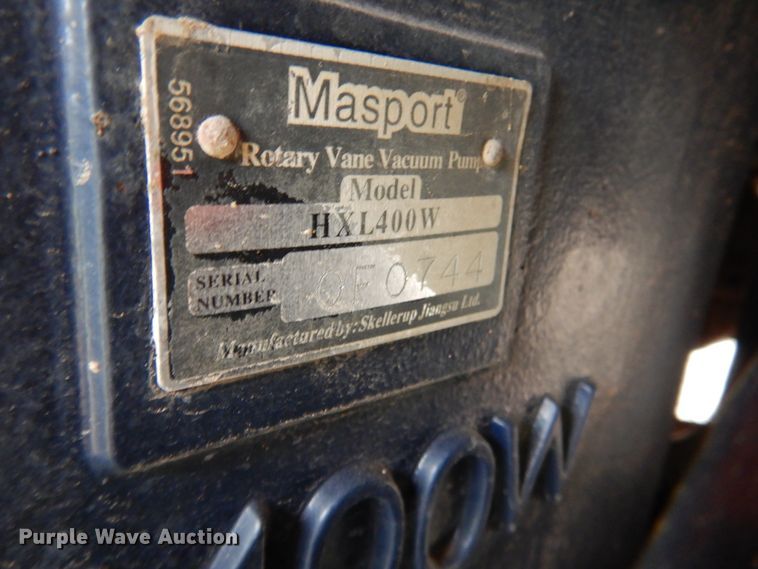 568951
Masport®
Rotary Vane Vacuum Pump
Model
HXL400W
SERIAL NUMBER
0744
Manufactured by: Skellerup Jiangsu Ltd.
400W
Purple Wave Auction